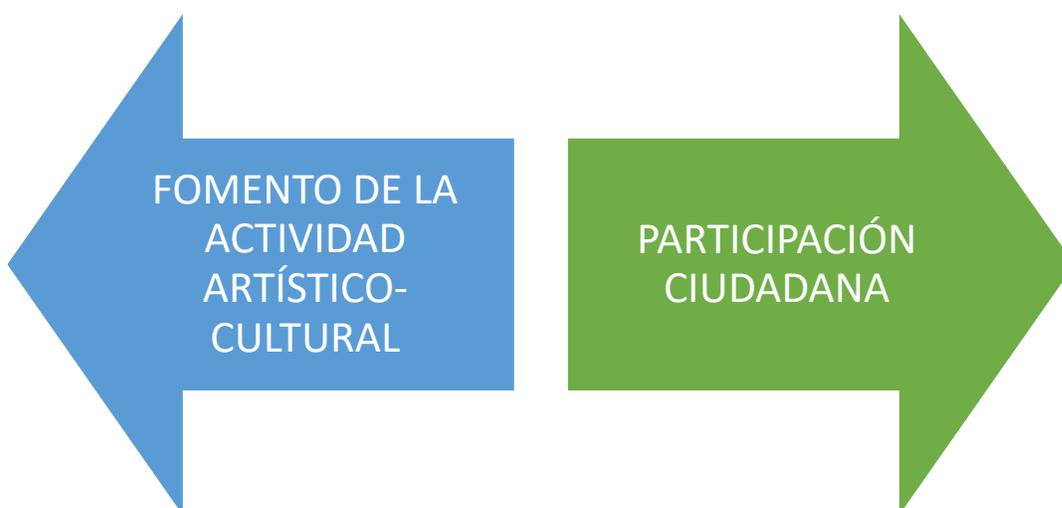 FOMENTO DE LA
ACTIVIDAD
ARTÍSTICO-
CULTURAL
PARTICIPACIÓN
CIUDADANA